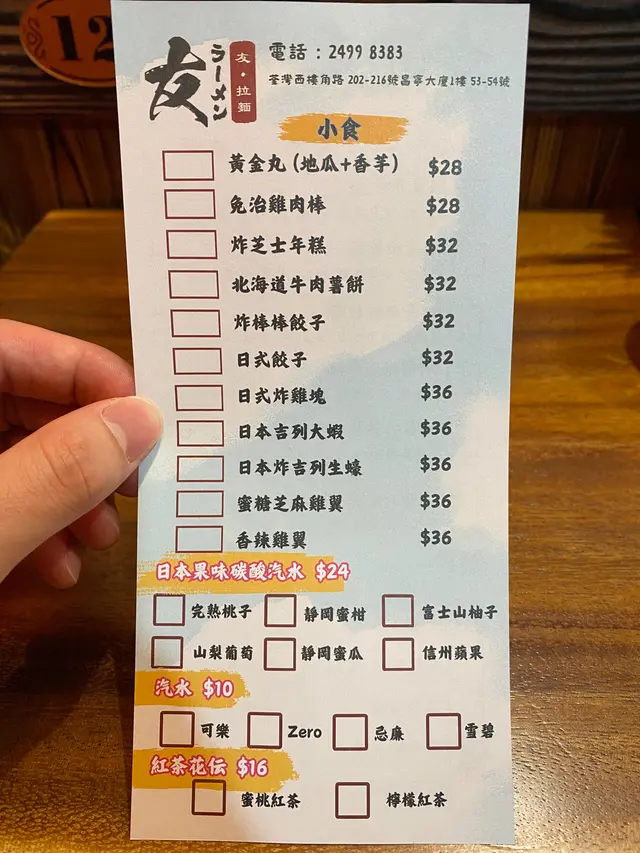 12
友
ラーメン
友・拉麵
電話：2499 8383
荃灣西樓角路 202-216號昌寧大廈1樓 53-54號
小食
黃金丸 (地瓜+香芋) $28
免治雞肉棒 $28
炸芝士年糕 $32
北海道牛肉薯餅 $32
炸棒棒餃子 $32
日式餃子 $32
日式炸雞塊 $36
日本吉列大蝦 $36
日本炸吉列生蠔 $36
蜜糖芝麻雞翼 $36
香辣雞翼 $36
日本果味碳酸汽水 $24
完熟桃子 靜岡蜜柑 富士山柚子
山梨葡萄 靜岡蜜瓜 信州蘋果
汽水 $10
可樂 Zero 忌廉 雪碧
紅茶花伝 $16
蜜桃紅茶 檸檬紅茶